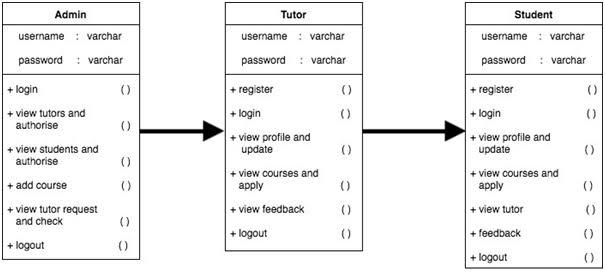 Admin
username : varchar
password : varchar
+ login ( )
+ view tutors and
authorise ( )
+ view students and
authorise ( )
+ add course ( )
+ view tutor request
and check ( )
+ logout ( )
Tutor
username : varchar
password : varchar
+ register ( )
+ login ( )
+ view profile and
update ( )
+ view courses and
apply ( )
+ view feedback ( )
+ logout ( )
Student
username : varchar
password : varchar
+ register ( )
+ login ( )
+ view profile and
update ( )
+ view courses and
apply ( )
+ view tutor ( )
+ feedback ( )
+ logout ( )